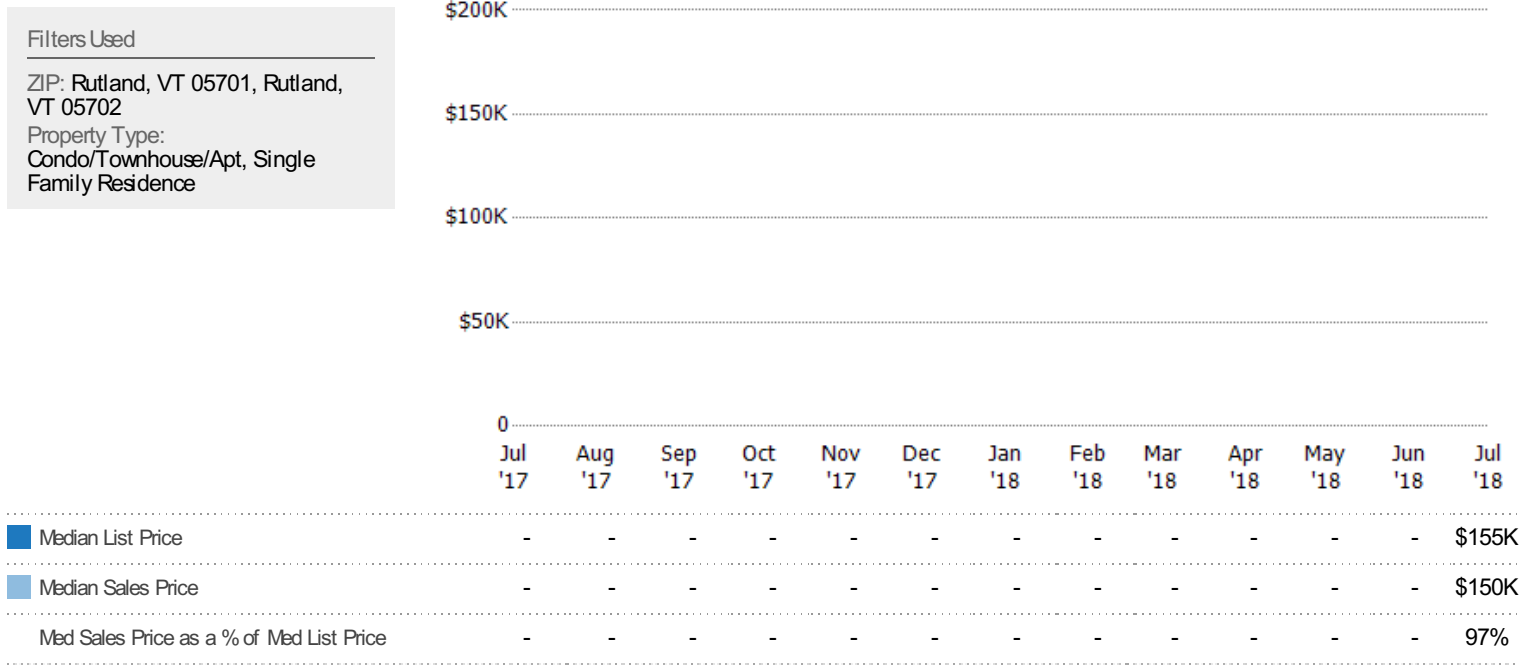 Filters Used
ZIP: Rutland, VT 05701, Rutland,
VT 05702
Property Type:
Condo/Townhouse/Apt, Single
Family Residence
$200K
$150K
$100K
$50K
0
Jul Aug Sep Oct Nov Dec Jan Feb Mar Apr May Jun Jul
'17 '17 '17 '17 '17 '17 '18 '18 '18 '18 '18 '18 '18
Median List Price - - - - - - - - - - - - $155K
Median Sales Price - - - - - - - - - - - - $150K
Med Sales Price as a % of Med List Price - - - - - - - - - - - - 97%